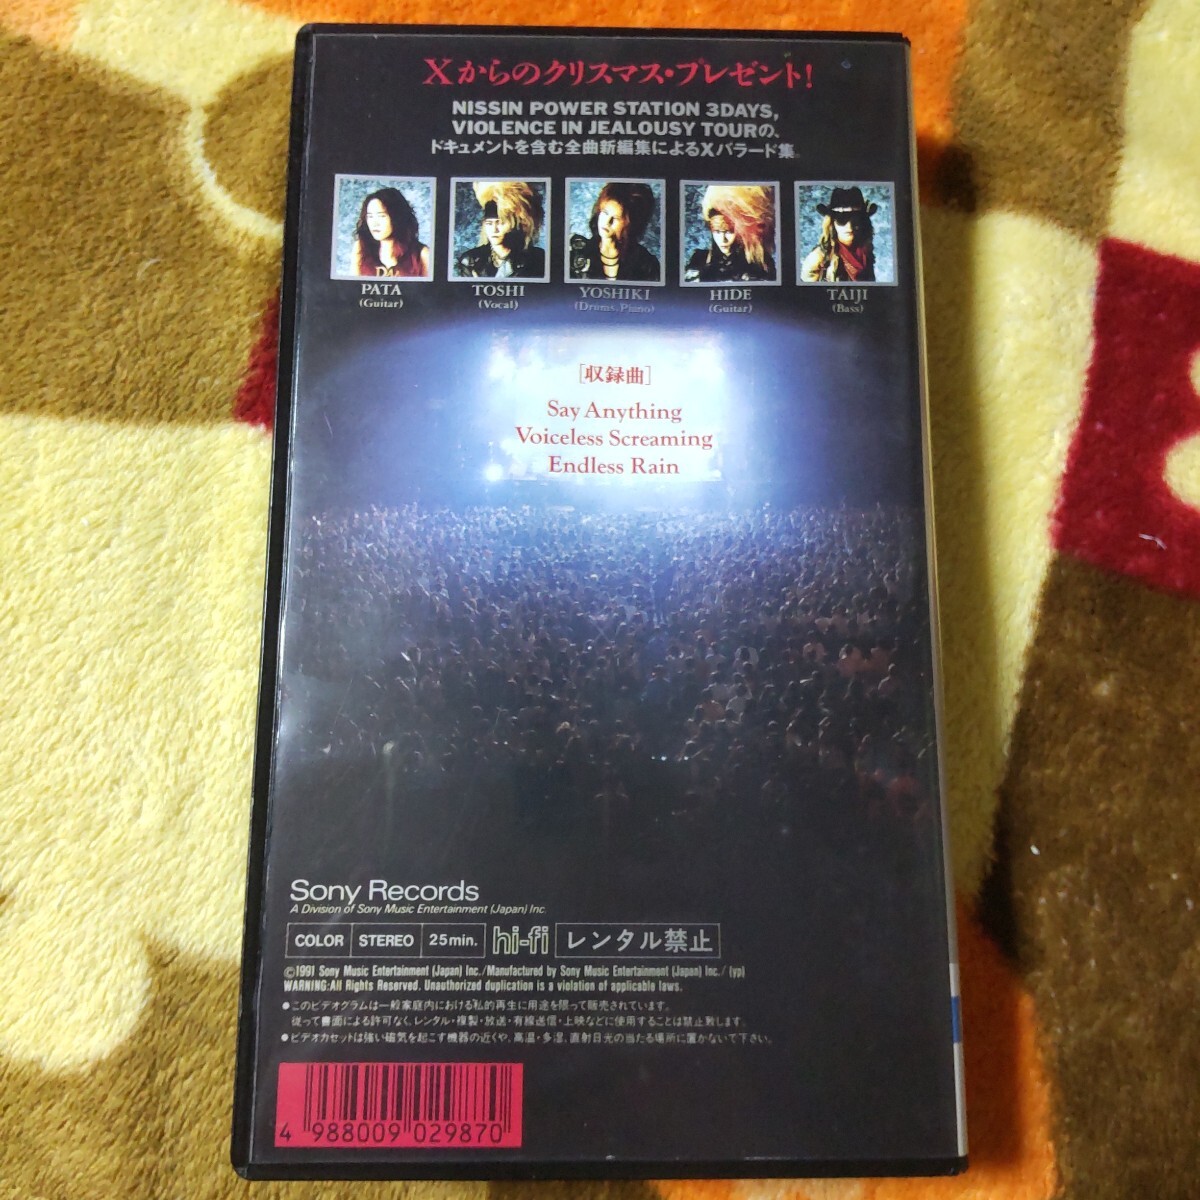 Xからのクリスマス・プレゼント!
NISSIN POWER STATION 3DAYS,
VIOLENCE IN JEALOUSY TOURの、
ドキュメントを含む全曲新編集によるXバラード集。
PATA
(Guitar)
TOSHI
(Vocal)
YOSHIKI
(Drums, Piano)
HIDE
(Guitar)
TAIJI
(Bass)
[収録曲]
Say Anything
Voiceless Screaming
Endless Rain
Sony Records
A Division of Sony Music Entertainment (Japan) Inc.
COLOR STEREO 25min. hi-fi レンタル禁止
©1991 Sony Music Entertainment (Japan) Inc./Manufactured by Sony Music Entertainment (Japan) Inc./ (yp)
WARNING:All Rights Reserved. Unauthorized duplication is a violation of applicable laws.
●このビデオグラムは一般家庭内における私的再生に用途を限って販売されています。
従って書面による許可なく、レンタル・複製・放送・有線送信・上映などに使用することは禁止致します。
●ビデオカセットは強い磁気を起こす機器の近くや、高温・多湿、直射日光の当たる場所に置かないで下さい。
4 988009 029870